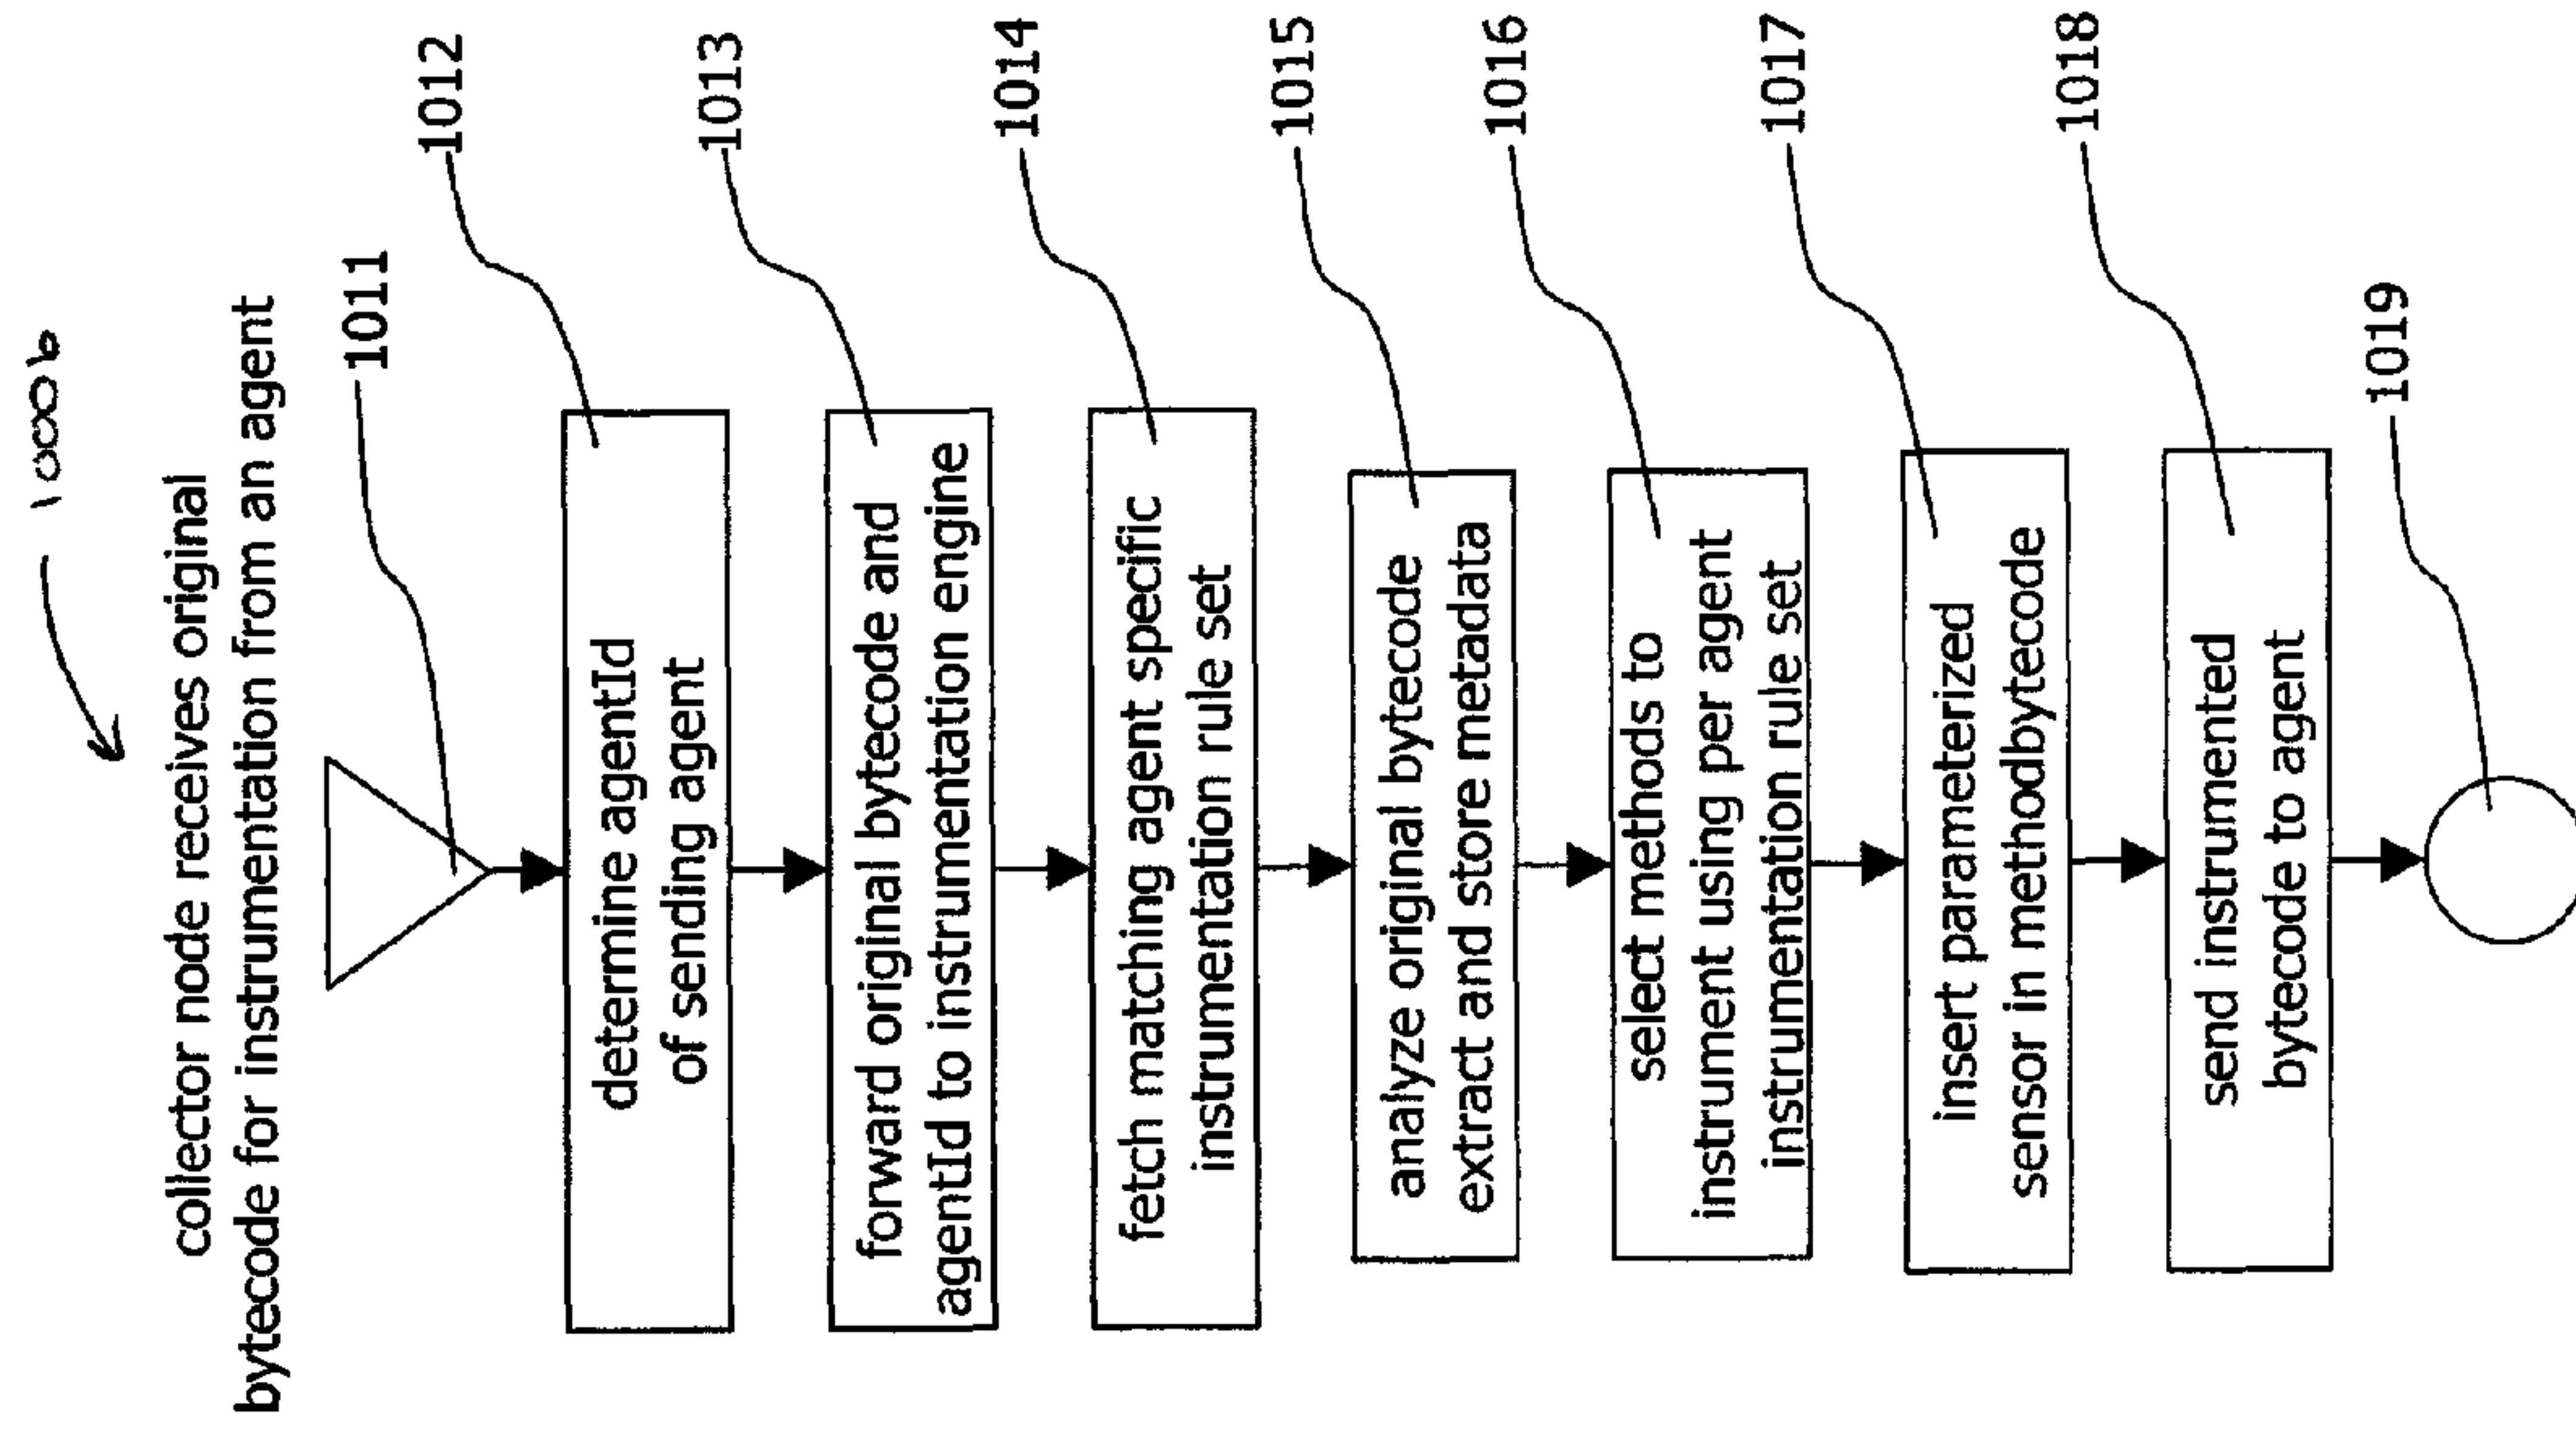 1000b
collector node receives original
bytecode for instrumentation from an agent
1011
1012
determine agentId
of sending agent
1013
forward original bytecode and
agentId to instrumentation engine
1014
fetch matching agent specific
instrumentation rule set
1015
analyze original bytecode
extract and store metadata
1016
select methods to
instrument using per agent
instrumentation rule set
1017
insert parameterized
sensor in methodbytecode
1018
send instrumented
bytecode to agent
1019